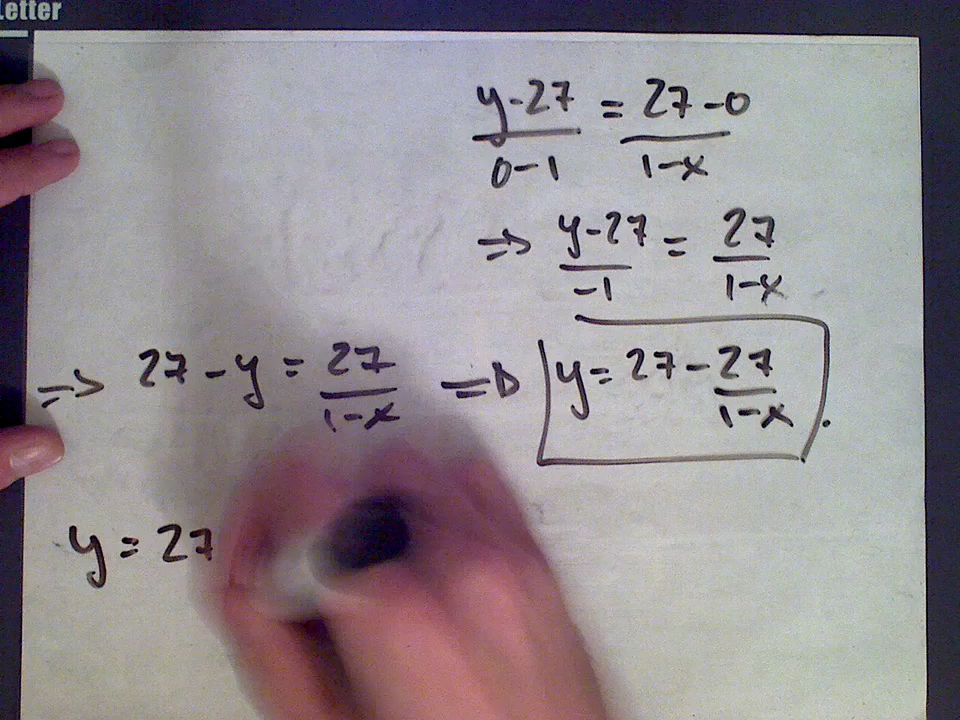 Letter
y-27/0-1 = 27-0/1-x
=> y-27/-1 = 27/1-x
=> 27-y = 27/1-x => y = 27 - 27/1-x.
y = 27